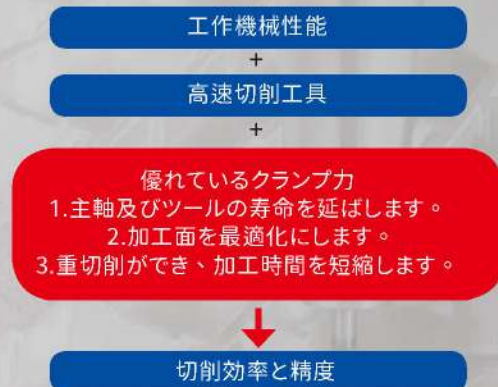 工作機械性能
+
高速切削工具
+
優れているクランプ力
1.主軸及びツールの寿命を延ばします。
2.加工面を最適化にします。
3.重切削ができ、加工時間を短縮します。
切削効率と精度